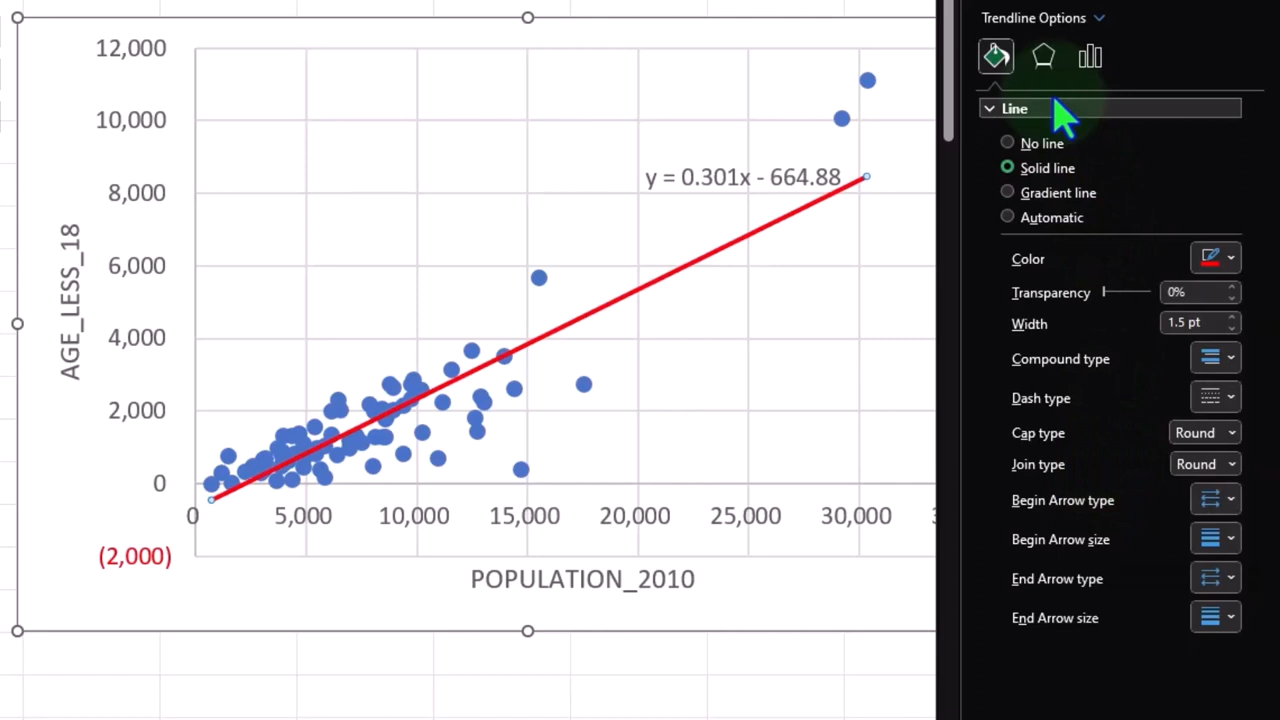 12,000
10,000
8,000
6,000
4,000
2,000
0
(2,000)
AGE_LESS_18
y = 0.301x - 664.88
0 5,000 10,000 15,000 20,000 25,000 30,000
POPULATION_2010
Trendline Options
Line
No line
Solid line
Gradient line
Automatic
Color
Transparency 0%
Width 1.5 pt
Compound type
Dash type
Cap type Round
Join type Round
Begin Arrow type
Begin Arrow size
End Arrow type
End Arrow size